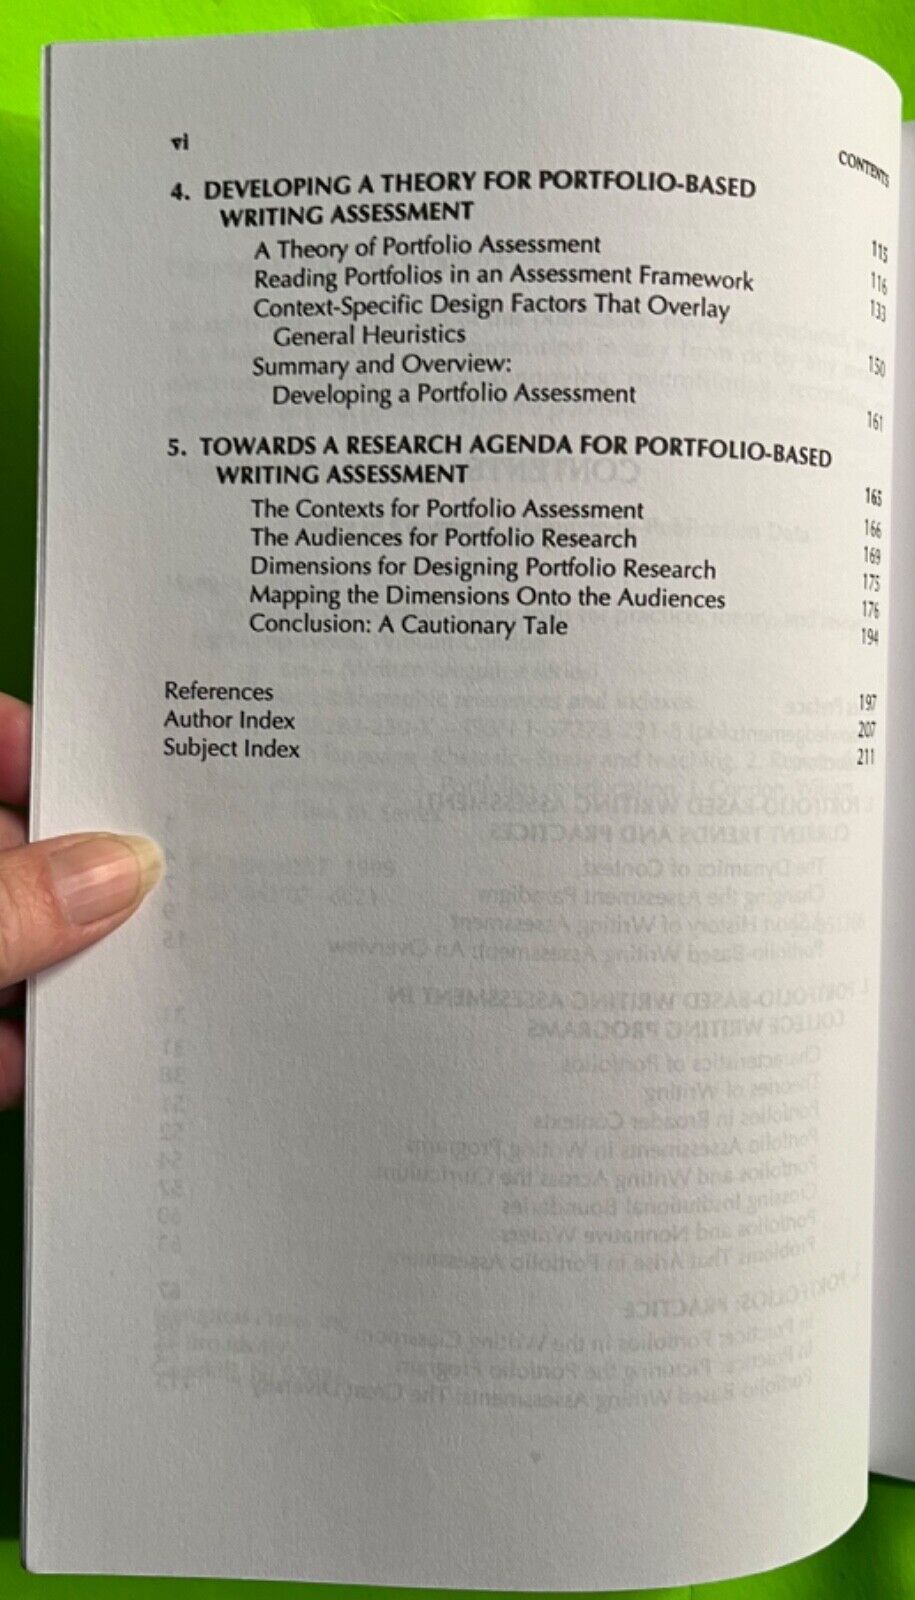 vi
CONTENTS
4. DEVELOPING A THEORY FOR PORTFOLIO-BASED
WRITING ASSESSMENT 115
A Theory of Portfolio Assessment 116
Reading Portfolios in an Assessment Framework 133
Context-Specific Design Factors That Overlay
General Heuristics 150
Summary and Overview:
Developing a Portfolio Assessment 161
5. TOWARDS A RESEARCH AGENDA FOR PORTFOLIO-BASED
WRITING ASSESSMENT 165
The Contexts for Portfolio Assessment 166
The Audiences for Portfolio Research 169
Dimensions for Designing Portfolio Research 175
Mapping the Dimensions Onto the Audiences 176
Conclusion: A Cautionary Tale 194
References 197
Author Index 207
Subject Index 211